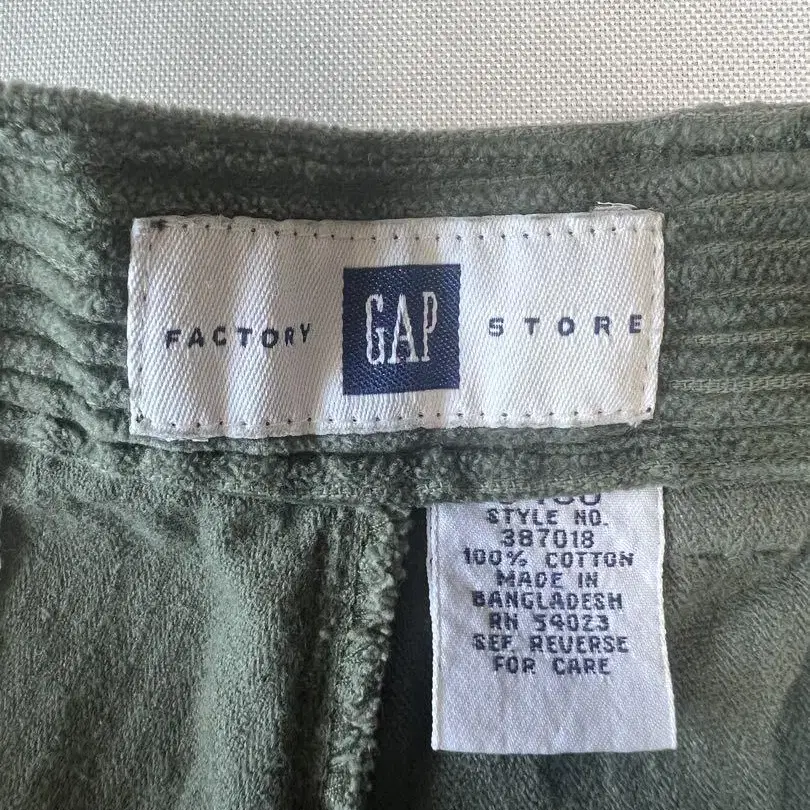 FACTORY GAP STORE
STYLE NO.
387018
100% COTTON
MADE IN
BANGLADESH
RN 54023
SEE REVERSE
FOR CARE